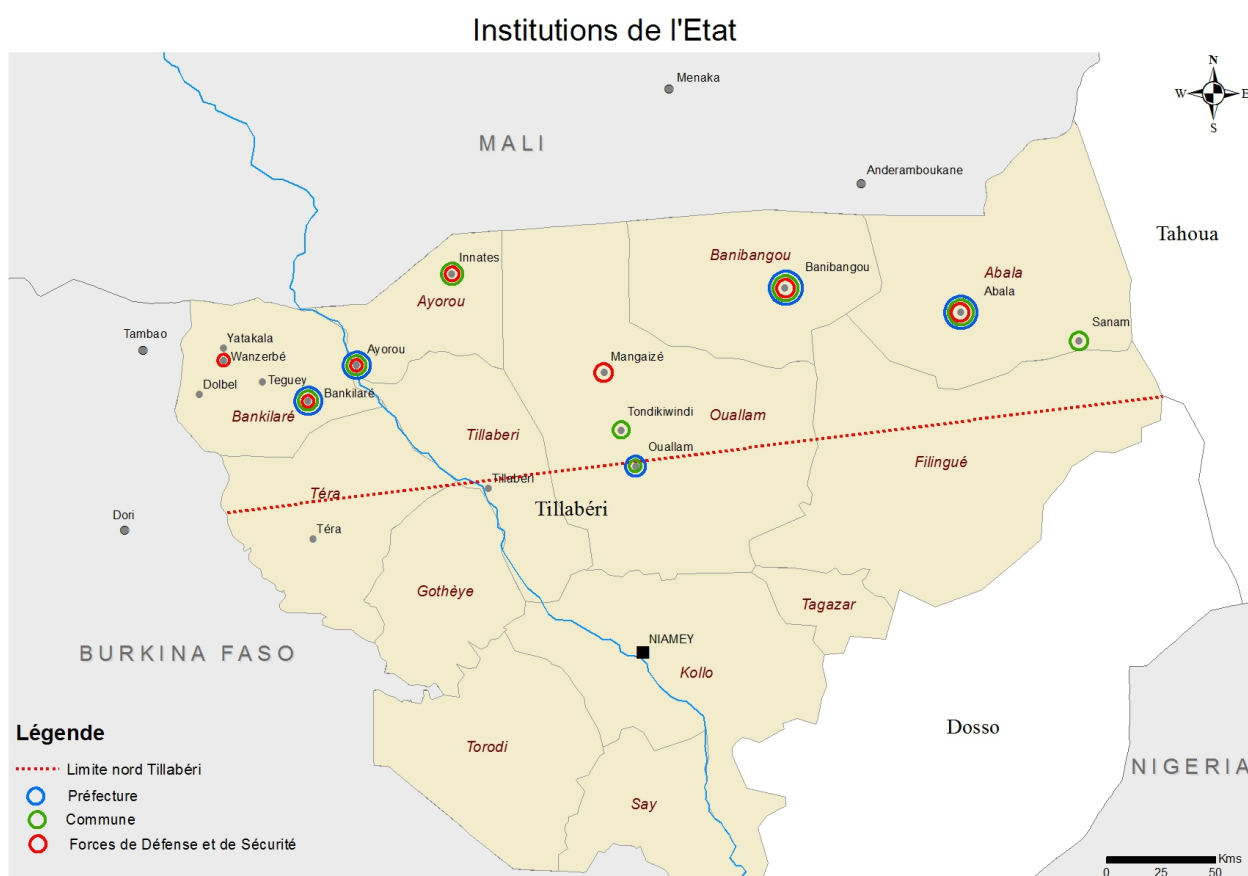 Institutions de l'Etat
N
W
E
S
Menaka
MALI
Anderamboukane
Tahoua
Innates
Ayorou
Banibangou
Banibangou
Abala
Abala
Sanam
Tambao
Yatakala
Wanzerbé
Ayorou
Dolbel
Teguey
Bankilaré
Bankilaré
Mangaizé
Tondikiwindi
Ouallam
Tillaberi
Ouallam
Filingué
Tillabéri
Téra
Tillabéri
Dori
Téra
Gothèye
Tagazar
BURKINA FASO
NIAMEY
Kollo
Torodi
Dosso
Say
NIGERIA
Légende
Limite nord Tillabéri
Préfecture
Commune
Forces de Défense et de Sécurité
Kms
0 25 50